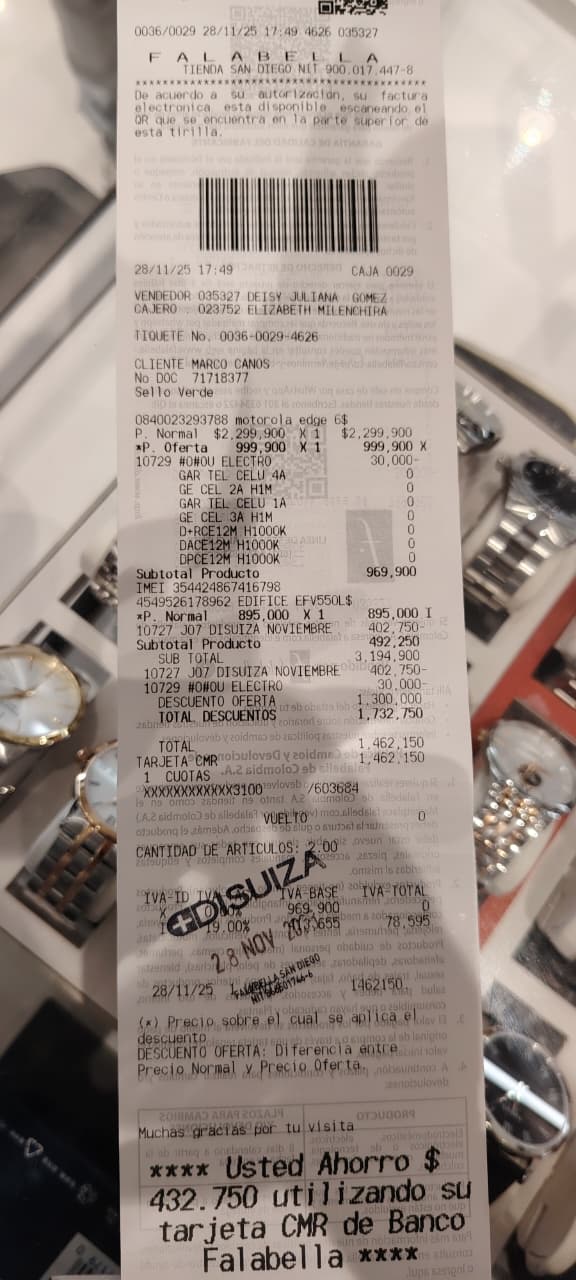 0036/0029 28/11/25 17:49 4626 035327
F A L A B E L L A
TIENDA SAN DIEGO NIT 900.017.447-8
****************************************
De acuerdo a su autorizacion, su factura
electronica esta disponible escaneando el
QR que se encuentra en la parte superior de
esta tirilla.
28/11/25 17:49 CAJA 0029
VENDEDOR 035327 DEISY JULIANA GOMEZ
CAJERO 023752 ELIZABETH MILENCHIRA
TIQUETE No. 0036-0029-4626
CLIENTE MARCO CANOS
No DOC 71718377
Sello Verde
0840023293788 motorola edge 6$
P. Normal $2,299,900 X 1 $2,299,900
*P. Oferta 999,900 X 1 999,900 X
10729 #O#OU ELECTRO 30,000-
GAR TEL CELU 4A 0
GE CEL 2A H1M 0
GAR TEL CELU 1A 0
GE CEL 3A H1M 0
D+RCE12M H1000K 0
DACE12M H1000K 0
DPCE12M H1000K 0
Subtotal Producto 969,900
IMEI 354424867416798
4549526178962 EDIFICE EFV550L$
*P. Normal 895,000 X 1 895,000 I
10727 J07 DISUIZA NOVIEMBRE 402,750-
Subtotal Producto 492,250
SUB TOTAL 3,194,900
10727 J07 DISUIZA NOVIEMBRE 402,750-
10729 #O#OU ELECTRO 30,000-
DESCUENTO OFERTA 1,300,000
TOTAL DESCUENTOS 1,732,750
TOTAL 1,462,150
TARJETA CMR 1,462,150
1 CUOTAS
XXXXXXXXXXXX3100 /603684
VUELTO 0
CANTIDAD DE ARTICULOS: 2.00
IVA-ID IVA IVA-BASE IVA-TOTAL
X 0.00% 969,900 0
I 19.00% 413,655 78,595
DISUIZA
28 NOV
FALABELLA SAN DIEGO
28/11/25 1462150
(*) Precio sobre el cual se aplica el
descuento
DESCUENTO OFERTA: Diferencia entre
Precio Normal y Precio Oferta
Muchas gracias por tu visita
**** Usted Ahorro $
432.750 utilizando su
tarjeta CMR de Banco
Falabella ****